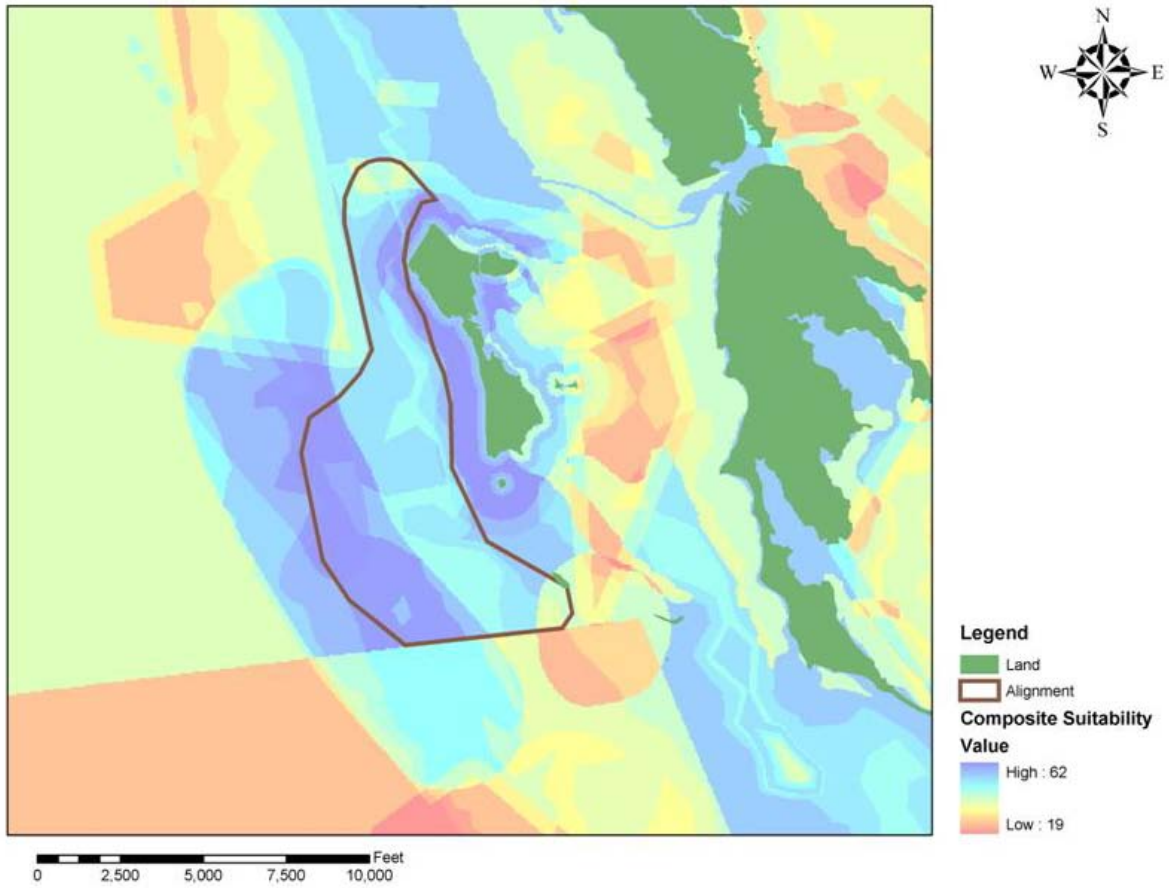 N
W E
S
Legend
Land
Alignment
Composite Suitability
Value
High : 62
Low : 19
Feet
0 2,500 5,000 7,500 10,000